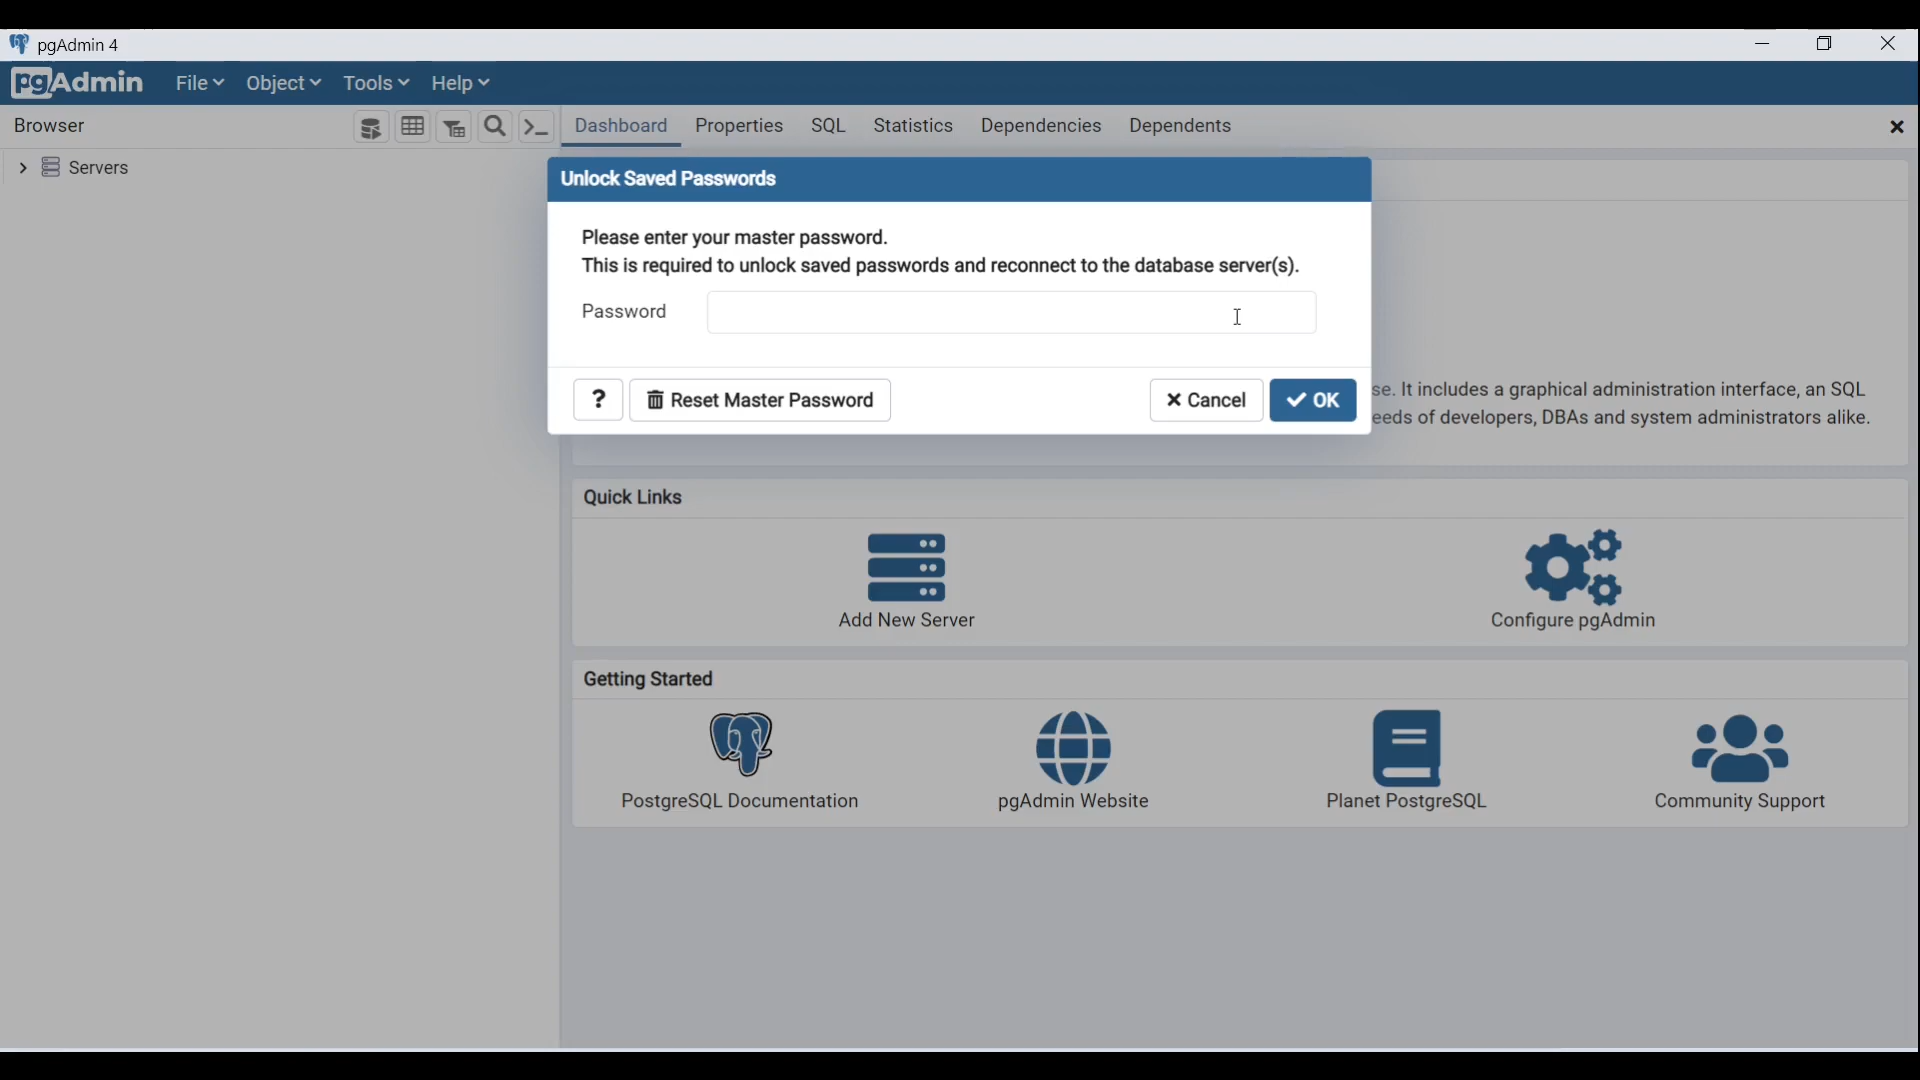 pgAdmin 4
pgAdmin File Object Tools Help
Browser
Dashboard Properties SQL Statistics Dependencies Dependents
Servers
Unlock Saved Passwords
Please enter your master password.
This is required to unlock saved passwords and reconnect to the database server(s).
Password
? Reset Master Password Cancel OK
se. It includes a graphical administration interface, an SQL
eeds of developers, DBAs and system administrators alike.
Quick Links
Add New Server
Configure pgAdmin
Getting Started
PostgreSQL Documentation
pgAdmin Website
Planet PostgreSQL
Community Support